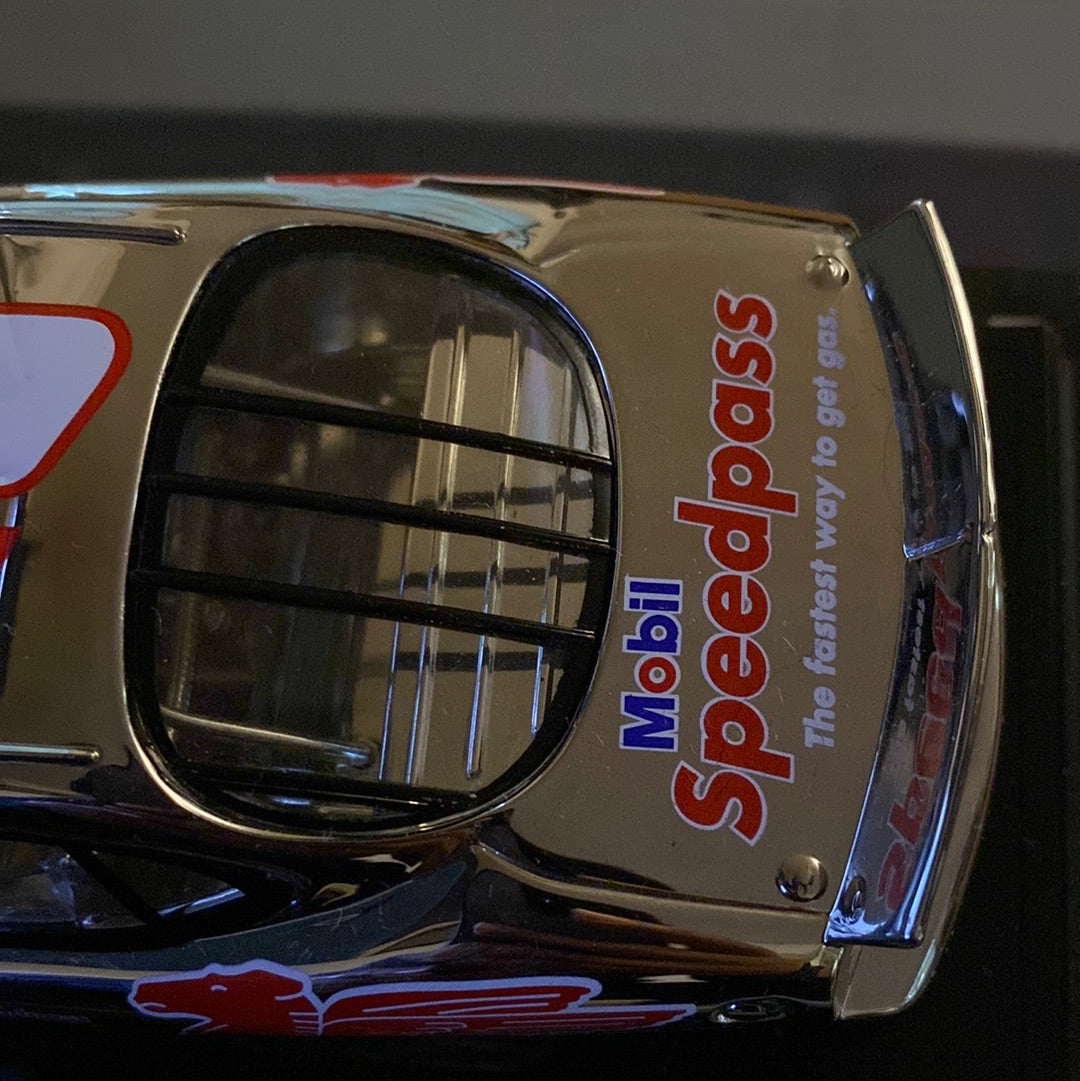 Mobil
Speedpass
The fastest way to get gas.